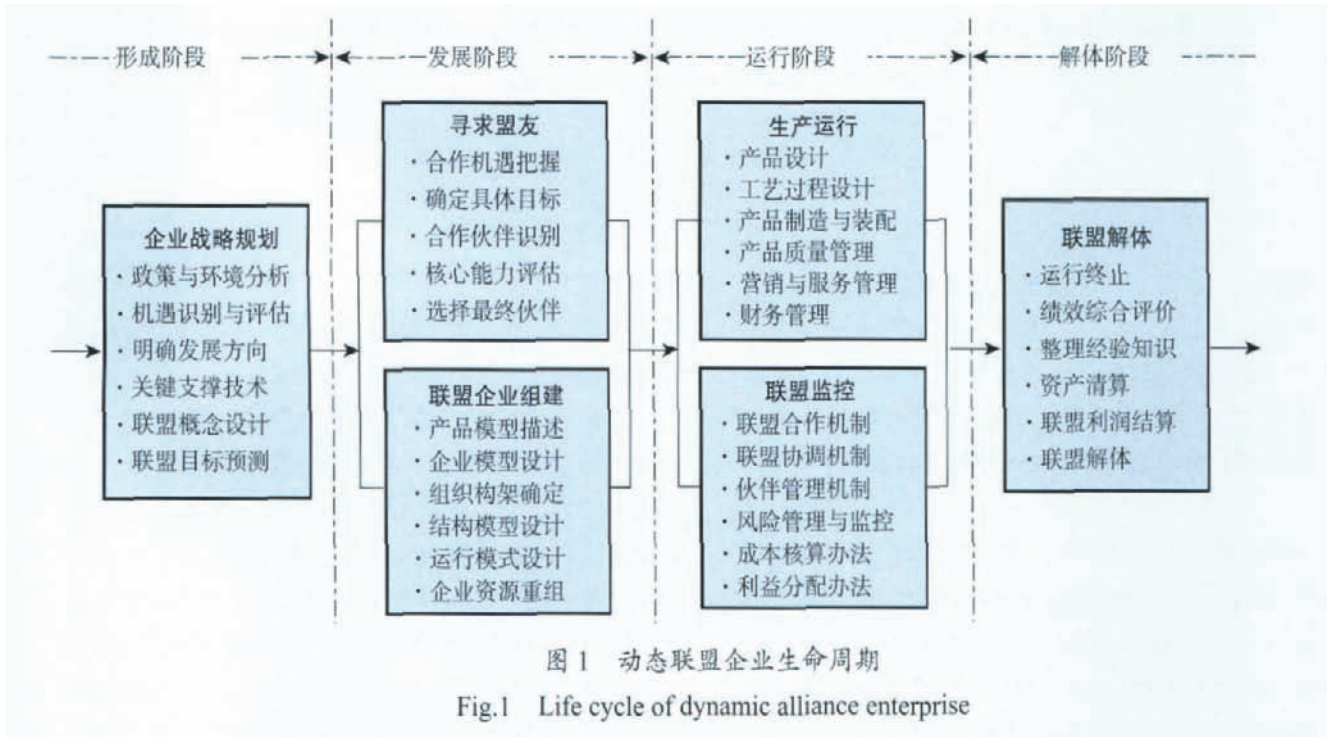 形成阶段
发展阶段
运行阶段
解体阶段
企业战略规划
·政策与环境分析
·机遇识别与评估
·明确发展方向
·关键支撑技术
·联盟概念设计
·联盟目标预测
寻求盟友
·合作机遇把握
·确定具体目标
·合作伙伴识别
·核心能力评估
·选择最终伙伴
联盟企业组建
·产品模型描述
·企业模型设计
·组织构架确定
·结构模型设计
·运行模式设计
·企业资源重组
生产运行
·产品设计
·工艺过程设计
·产品制造与装配
·产品质量管理
·营销与服务管理
·财务管理
联盟监控
·联盟合作机制
·联盟协调机制
·伙伴管理机制
·风险管理与监控
·成本核算办法
·利益分配办法
联盟解体
·运行终止
·绩效综合评价
·整理经验知识
·资产清算
·联盟利润结算
·联盟解体
图1 动态联盟企业生命周期
Fig.1 Life cycle of dynamic alliance enterprise